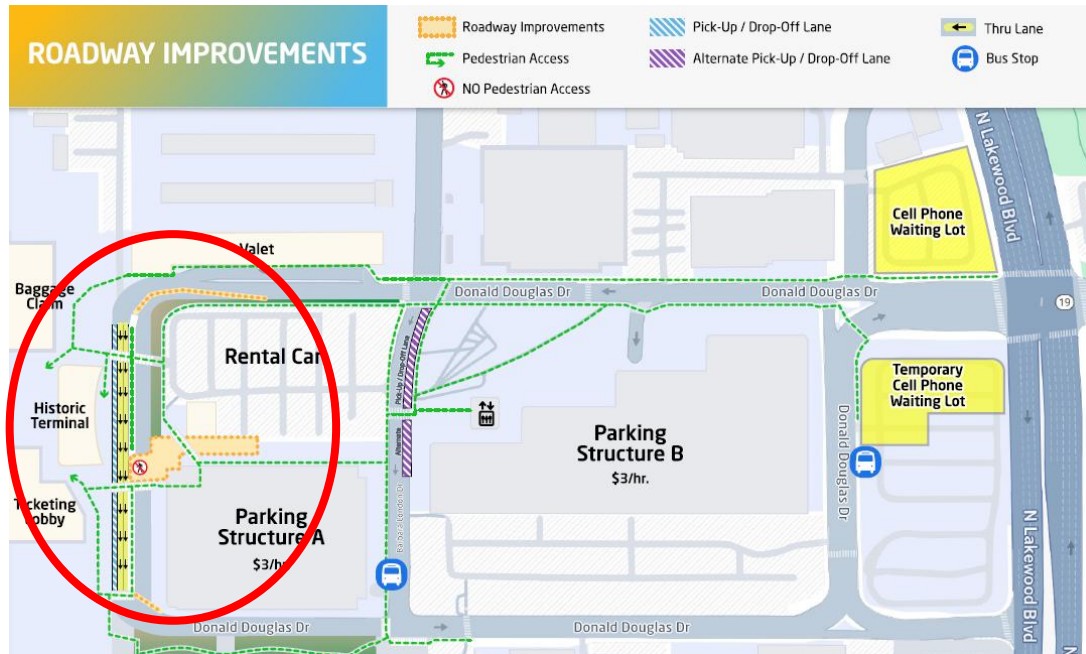 ROADWAY IMPROVEMENTS
Roadway Improvements
Pedestrian Access
NO Pedestrian Access
Pick-Up / Drop-Off Lane
Alternate Pick-Up / Drop-Off Lane
Thru Lane
Bus Stop
N Lakewood Blvd
Cell Phone
Waiting Lot
Valet
Baggage
Claim
Donald Douglas Dr
Donald Douglas Dr
19
Rental Car
Pick-Up / Drop-Off Lane
Alternate
Historic
Terminal
Temporary
Cell Phone
Waiting Lot
Parking
Structure B
$3/hr.
Donald Douglas Dr
Ticketing
Lobby
Parking
Structure A
$3/hr.
Barbara London Dr
N Lakewood Blvd
N Lakewood Blvd
Donald Douglas Dr
Donald Douglas Dr
N